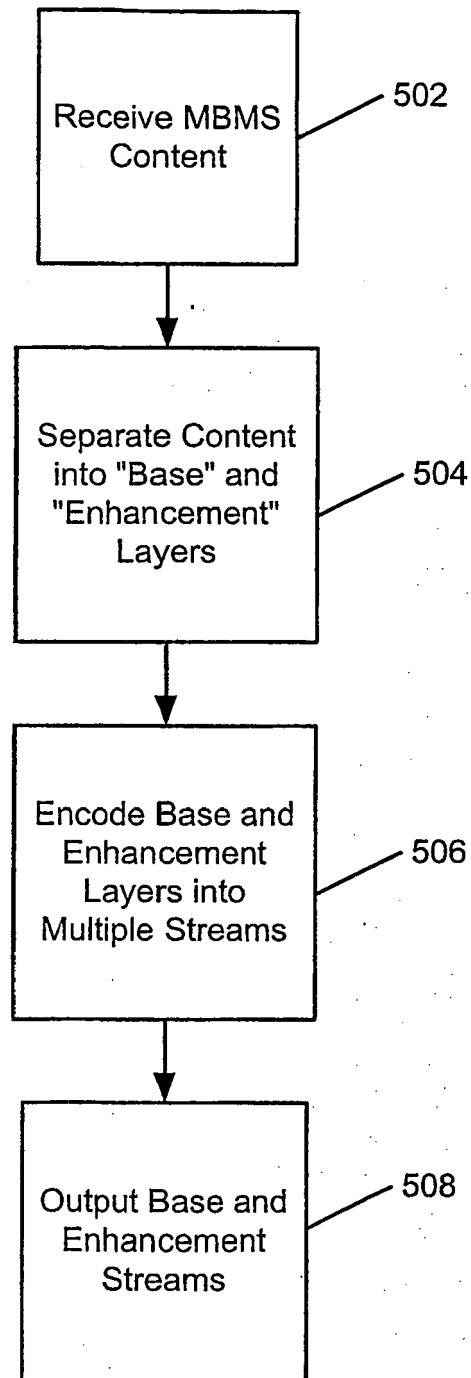 Receive MBMS
Content
502
Separate Content
into "Base" and
"Enhancement"
Layers
504
Encode Base and
Enhancement
Layers into
Multiple Streams
506
Output Base and
Enhancement
Streams
508